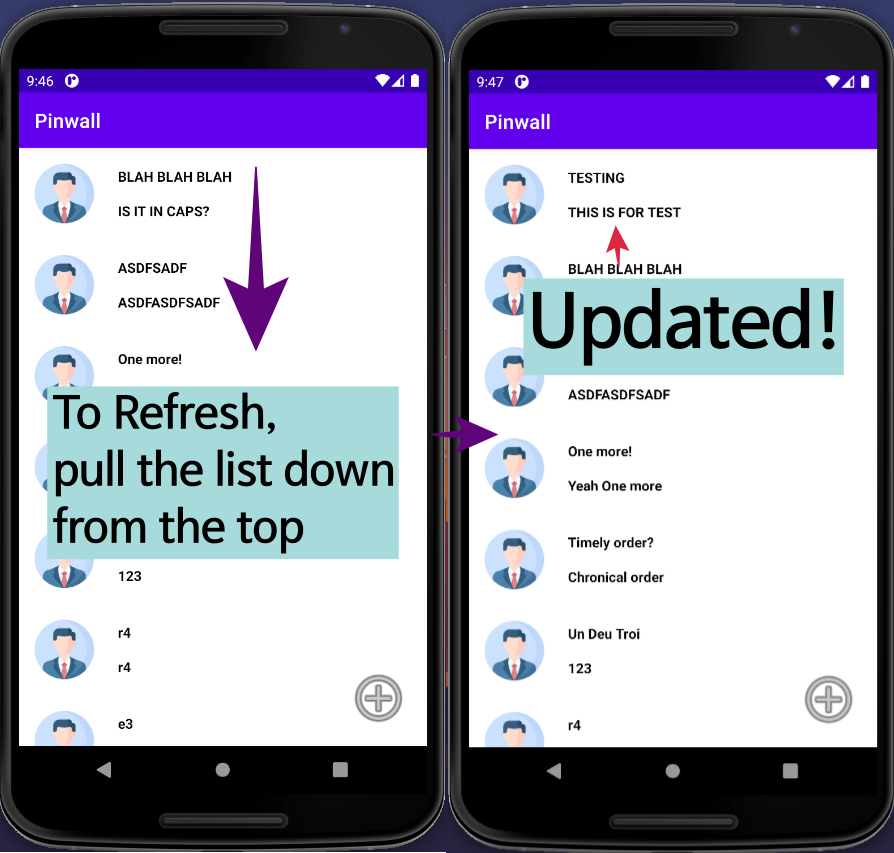 9:46
Pinwall
BLAH BLAH BLAH
IS IT IN CAPS?
ASDFSADF
ASDFASDFSADF
One more!
To Refresh,
pull the list down
from the top
123
r4
r4
e3
9:47
Pinwall
TESTING
THIS IS FOR TEST
BLAH BLAH BLAH
Updated!
ASDFASDFSADF
One more!
Yeah One more
Timely order?
Chronical order
Un Deu Troi
123
r4